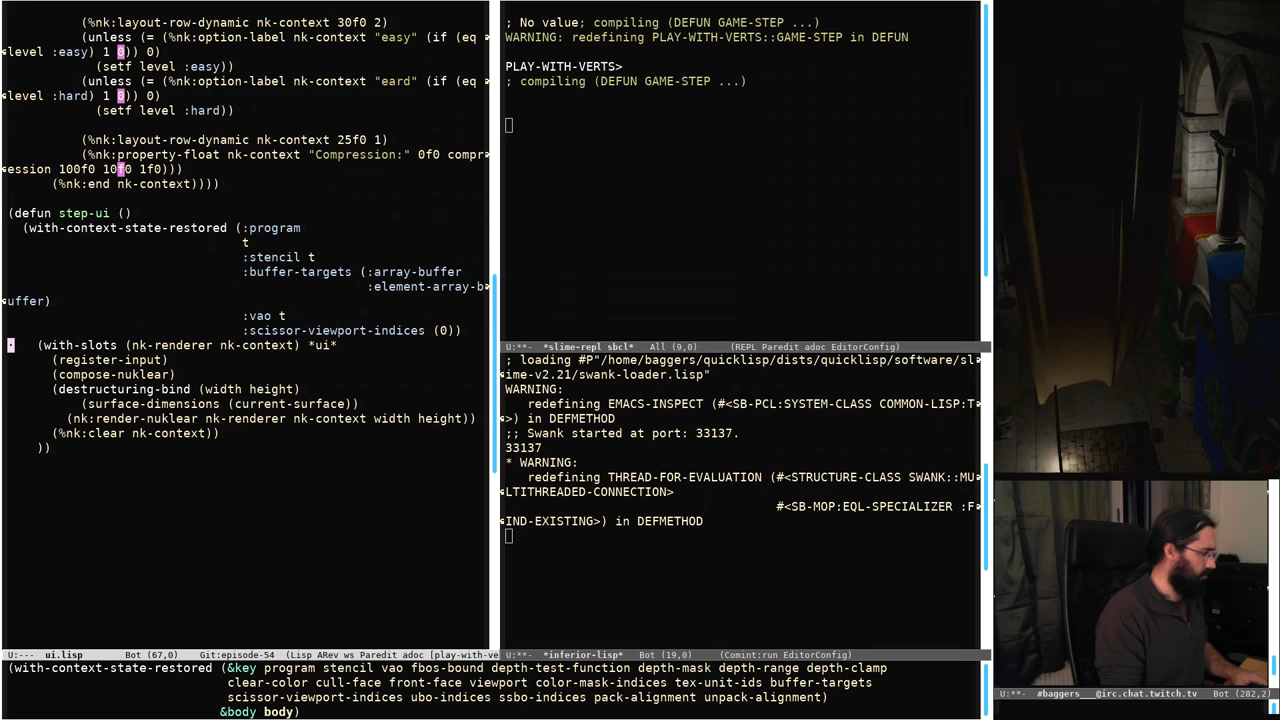 (%nk:layout-row-dynamic nk-context 30f0 2)
(unless (= (%nk:option-label nk-context "easy" (if (eq
level :easy) 1 0)) 0)
(setf level :easy))
(unless (= (%nk:option-label nk-context "eard" (if (eq
level :hard) 1 0)) 0)
(setf level :hard))
(%nk:layout-row-dynamic nk-context 25f0 1)
(%nk:property-float nk-context "Compression:" 0f0 compr
ession 100f0 10f0 1f0)))
(%nk:end nk-context))))
(defun step-ui ()
(with-context-state-restored (:program
t
:stencil t
:buffer-targets (:array-buffer
:element-array-b
uffer)
:vao t
:scissor-viewport-indices (0))
(with-slots (nk-renderer nk-context) *ui*
(register-input)
(compose-nuklear)
(destructuring-bind (width height)
(surface-dimensions (current-surface))
(nk:render-nuklear nk-renderer nk-context width height))
(%nk:clear nk-context))
))
U:--- ui.lisp Bot (67,0) Git:episode-54 (Lisp ARev ws Paredit adoc [play-with-ve
(with-context-state-restored (&key program stencil vao fbos-bound depth-test-function depth-mask depth-range depth-clamp
clear-color cull-face front-face viewport color-mask-indices tex-unit-ids buffer-targets
scissor-viewport-indices ubo-indices ssbo-indices pack-alignment unpack-alignment)
&body body)
; No value; compiling (DEFUN GAME-STEP ...)
WARNING: redefining PLAY-WITH-VERTS::GAME-STEP in DEFUN
PLAY-WITH-VERTS>
; compiling (DEFUN GAME-STEP ...)
U:**- *slime-repl sbcl* All (9,0) (REPL Paredit adoc EditorConfig)
; loading #P"/home/baggers/quicklisp/dists/quicklisp/software/sl
ime-v2.21/swank-loader.lisp"
WARNING:
redefining EMACS-INSPECT (#<SB-PCL:SYSTEM-CLASS COMMON-LISP:T
>) in DEFMETHOD
;; Swank started at port: 33137.
33137
* WARNING:
redefining THREAD-FOR-EVALUATION (#<STRUCTURE-CLASS SWANK::MU
LTITHREADED-CONNECTION>
#<SB-MOP:EQL-SPECIALIZER :F
IND-EXISTING>) in DEFMETHOD
U:**- *inferior-lisp* Bot (19,0) (Comint:run EditorConfig)
U:**- #baggers___@irc.chat.twitch.tv Bot (282,2)